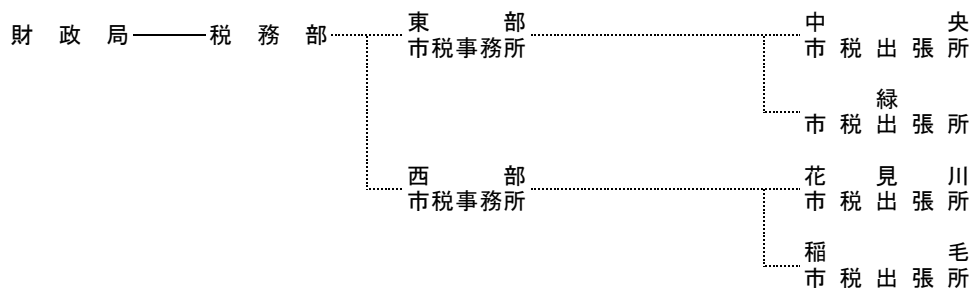 財政局
税務部
東部
市税事務所
中央
市税出張所
緑
市税出張所
西部
市税事務所
花見川
市税出張所
稲毛
市税出張所